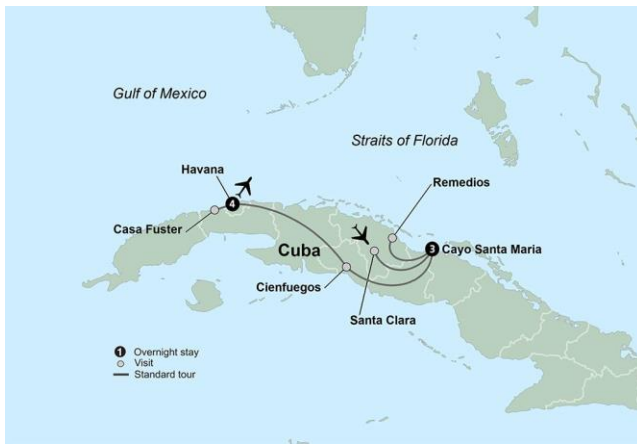 Gulf of Mexico
Straits of Florida
Havana
4
Remedios
Casa Fuster
Cuba
3
Cayo Santa Maria
Cienfuegos
Santa Clara
1 Overnight stay
Visit
Standard tour